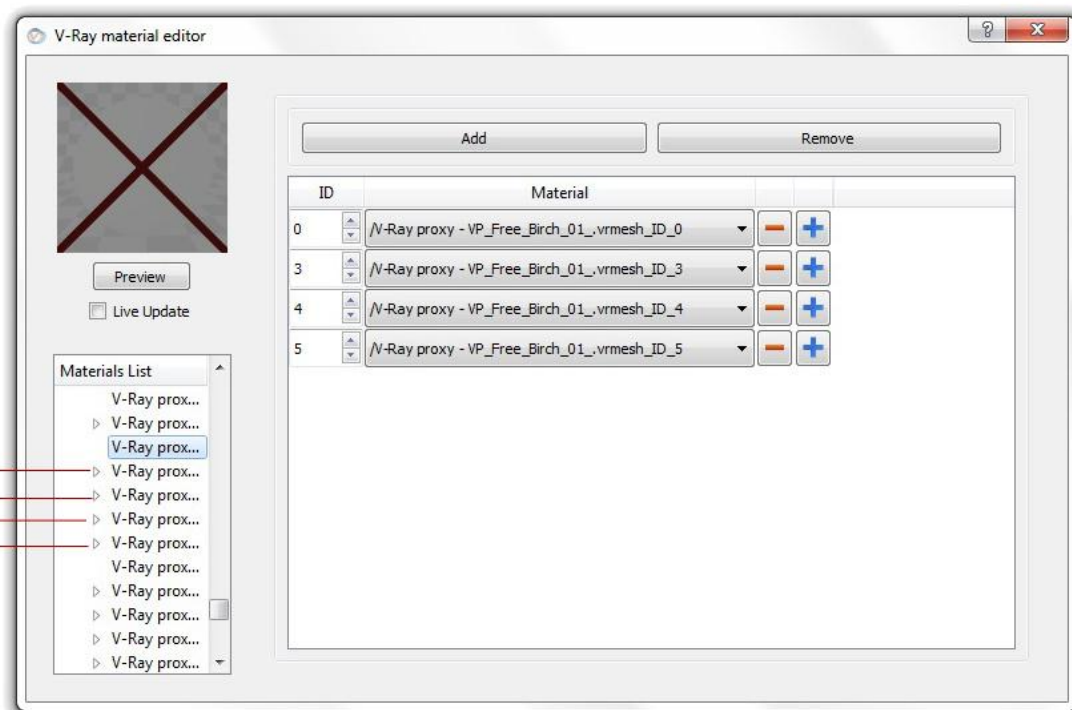 V-Ray material editor
Preview
Live Update
Materials List
V-Ray prox...
V-Ray prox...
V-Ray prox...
V-Ray prox...
V-Ray prox...
V-Ray prox...
V-Ray prox...
V-Ray prox...
V-Ray prox...
V-Ray prox...
V-Ray prox...
V-Ray prox...
Add Remove
ID Material
0 /V-Ray proxy - VP_Free_Birch_01_.vrmesh_ID_0
3 /V-Ray proxy - VP_Free_Birch_01_.vrmesh_ID_3
4 /V-Ray proxy - VP_Free_Birch_01_.vrmesh_ID_4
5 /V-Ray proxy - VP_Free_Birch_01_.vrmesh_ID_5